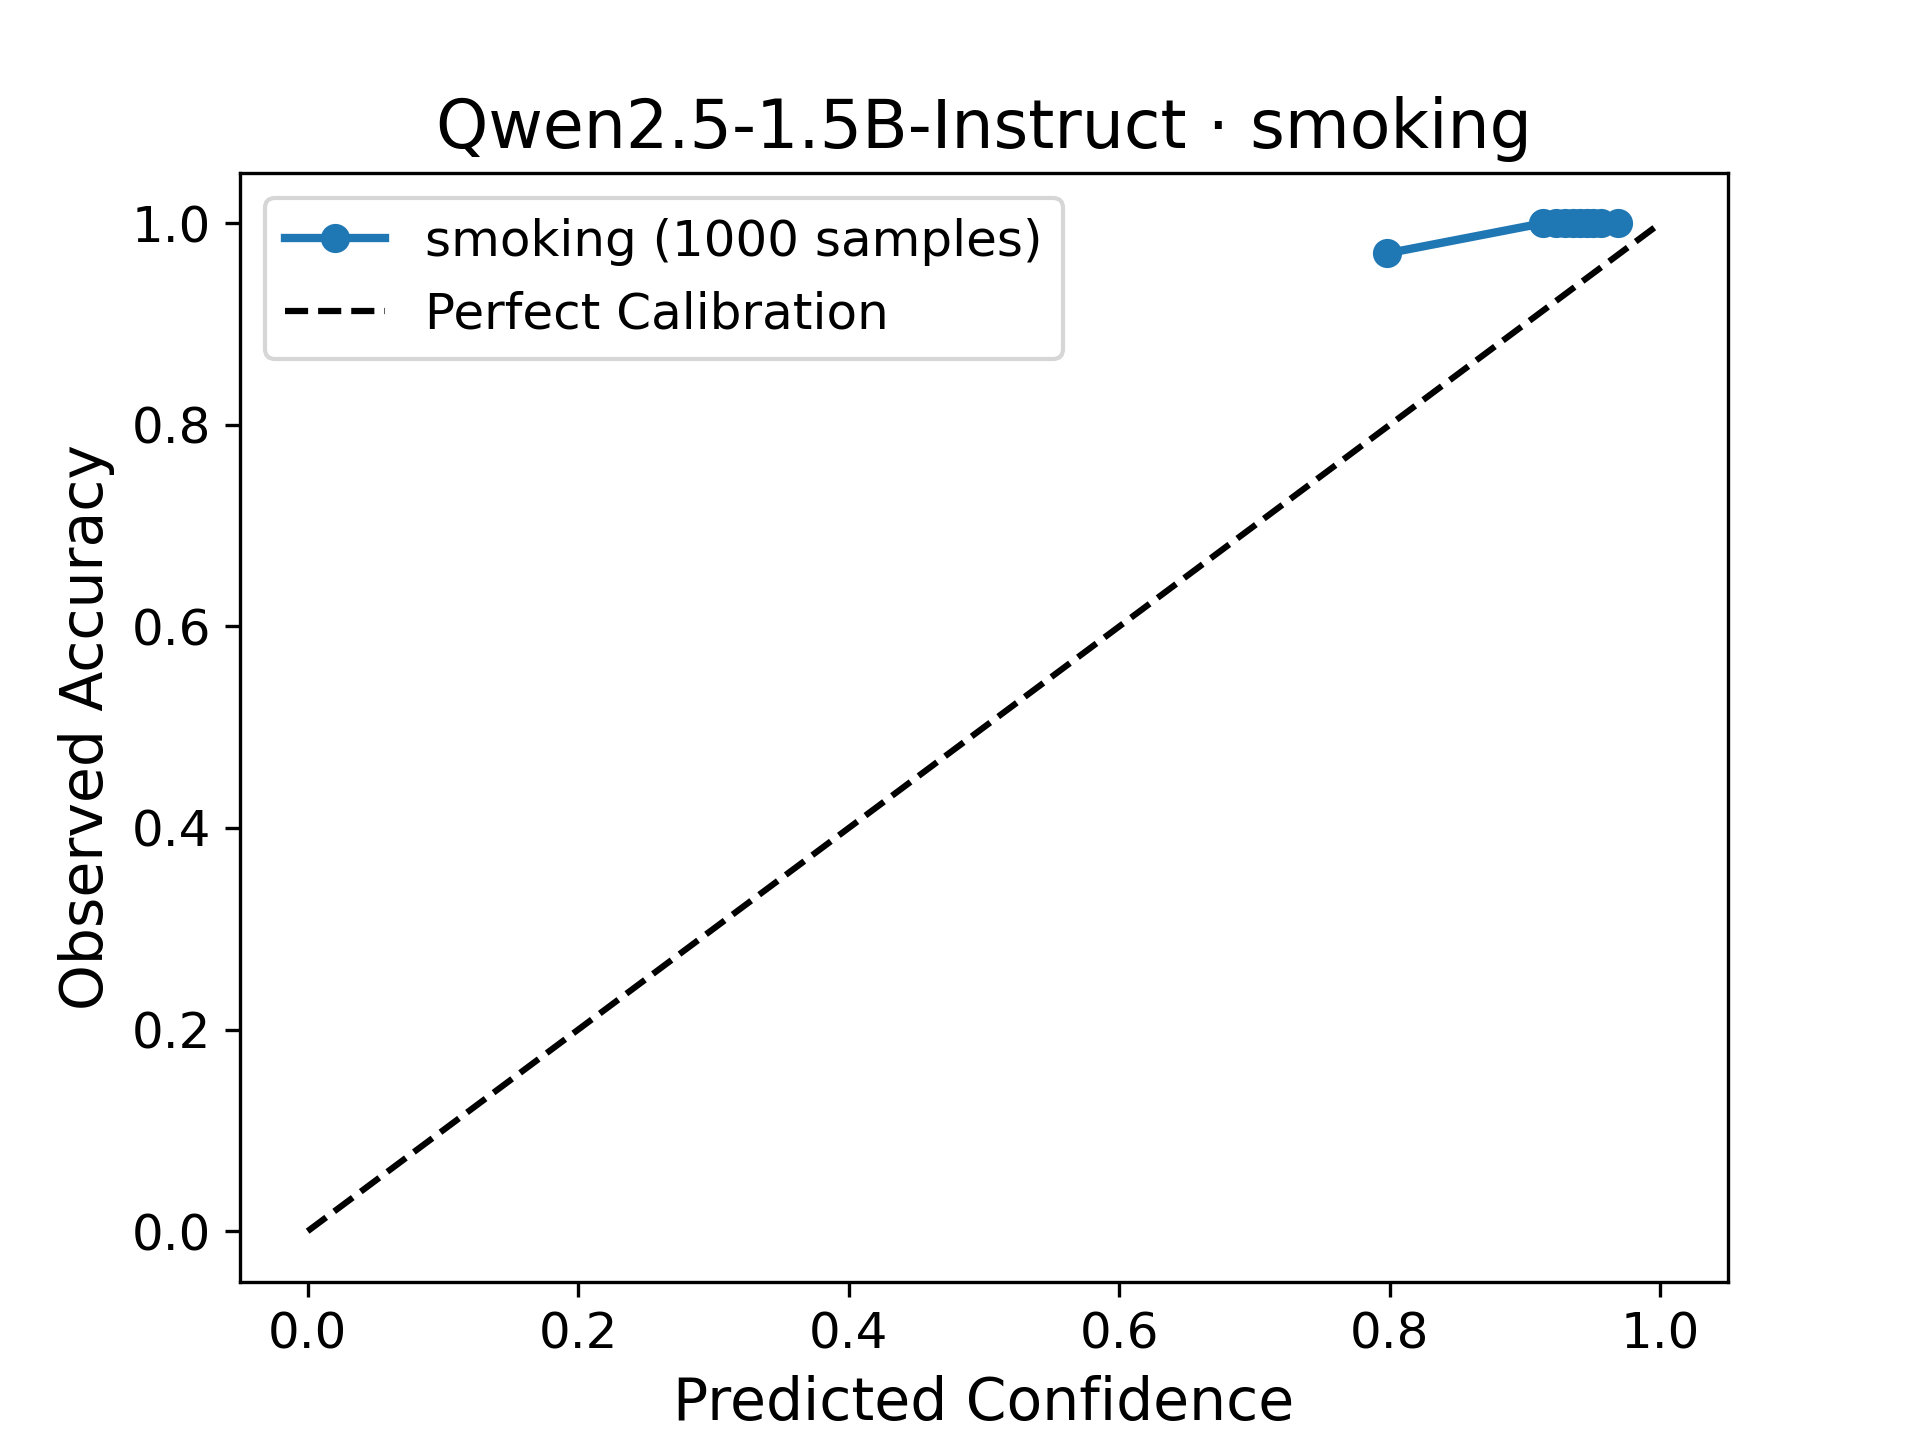 Qwen2.5-1.5B-Instruct · smoking
smoking (1000 samples)
Perfect Calibration
Observed Accuracy
1.0
0.8
0.6
0.4
0.2
0.0
0.0 0.2 0.4 0.6 0.8 1.0
Predicted Confidence